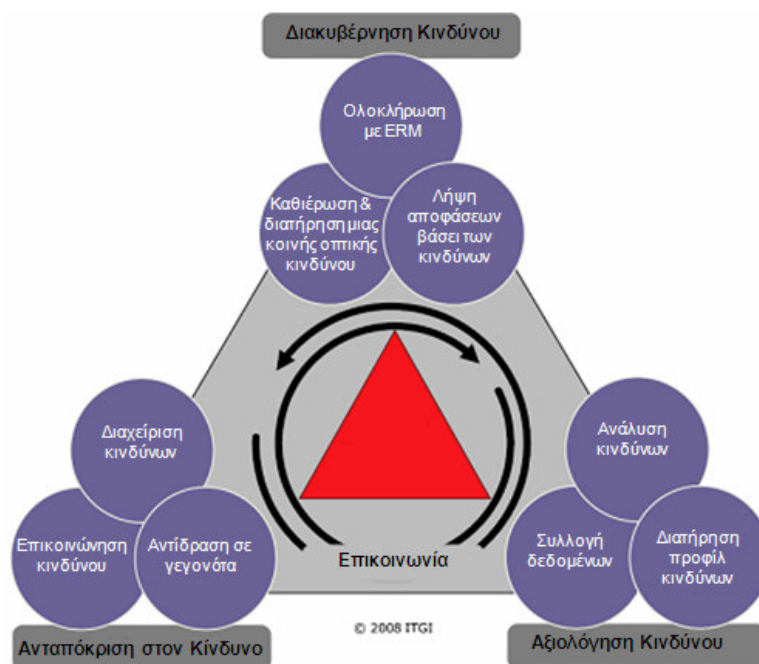 Διακυβέρνηση Κινδύνου
Ολοκλήρωση
με ERM
Καθιέρωση &
διατήρηση μιας
κοινής οπτικής
κινδύνου
Λήψη
αποφάσεων
βάσει των
κινδύνων
Διαχείριση
κινδύνων
Επικοινώνηση
κινδύνου
Αντίδραση σε
γεγονότα
Ανάλυση
κινδύνων
Συλλογή
δεδομένων
Διατήρηση
προφίλ
κινδύνων
Επικοινωνία
© 2008 ITGI
Ανταπόκριση στον Κίνδυνο
Αξιολόγηση Κινδύνου